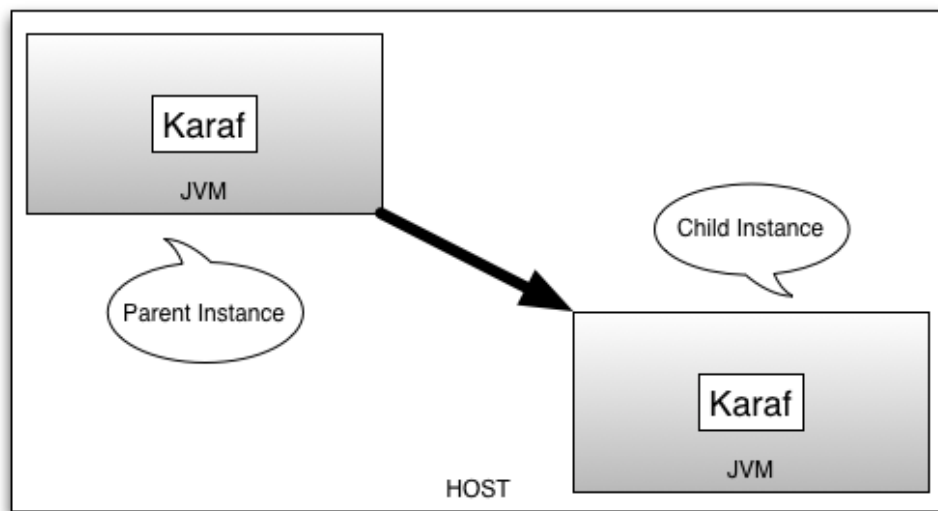 Karaf
JVM
Parent Instance
Child Instance
Karaf
JVM
HOST